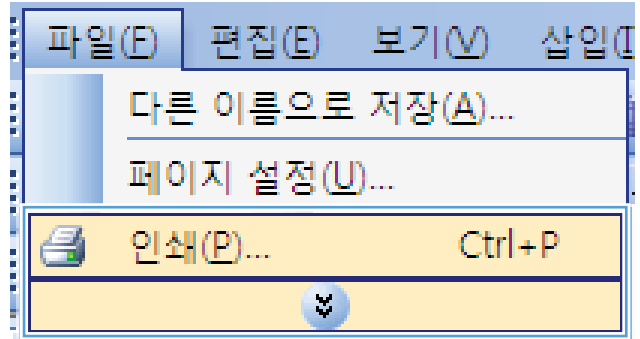 파일(F) 편집(E) 보기(V) 삽입(I
다른 이름으로 저장(A)...
페이지 설정(U)...
인쇄(P)... Ctrl+P